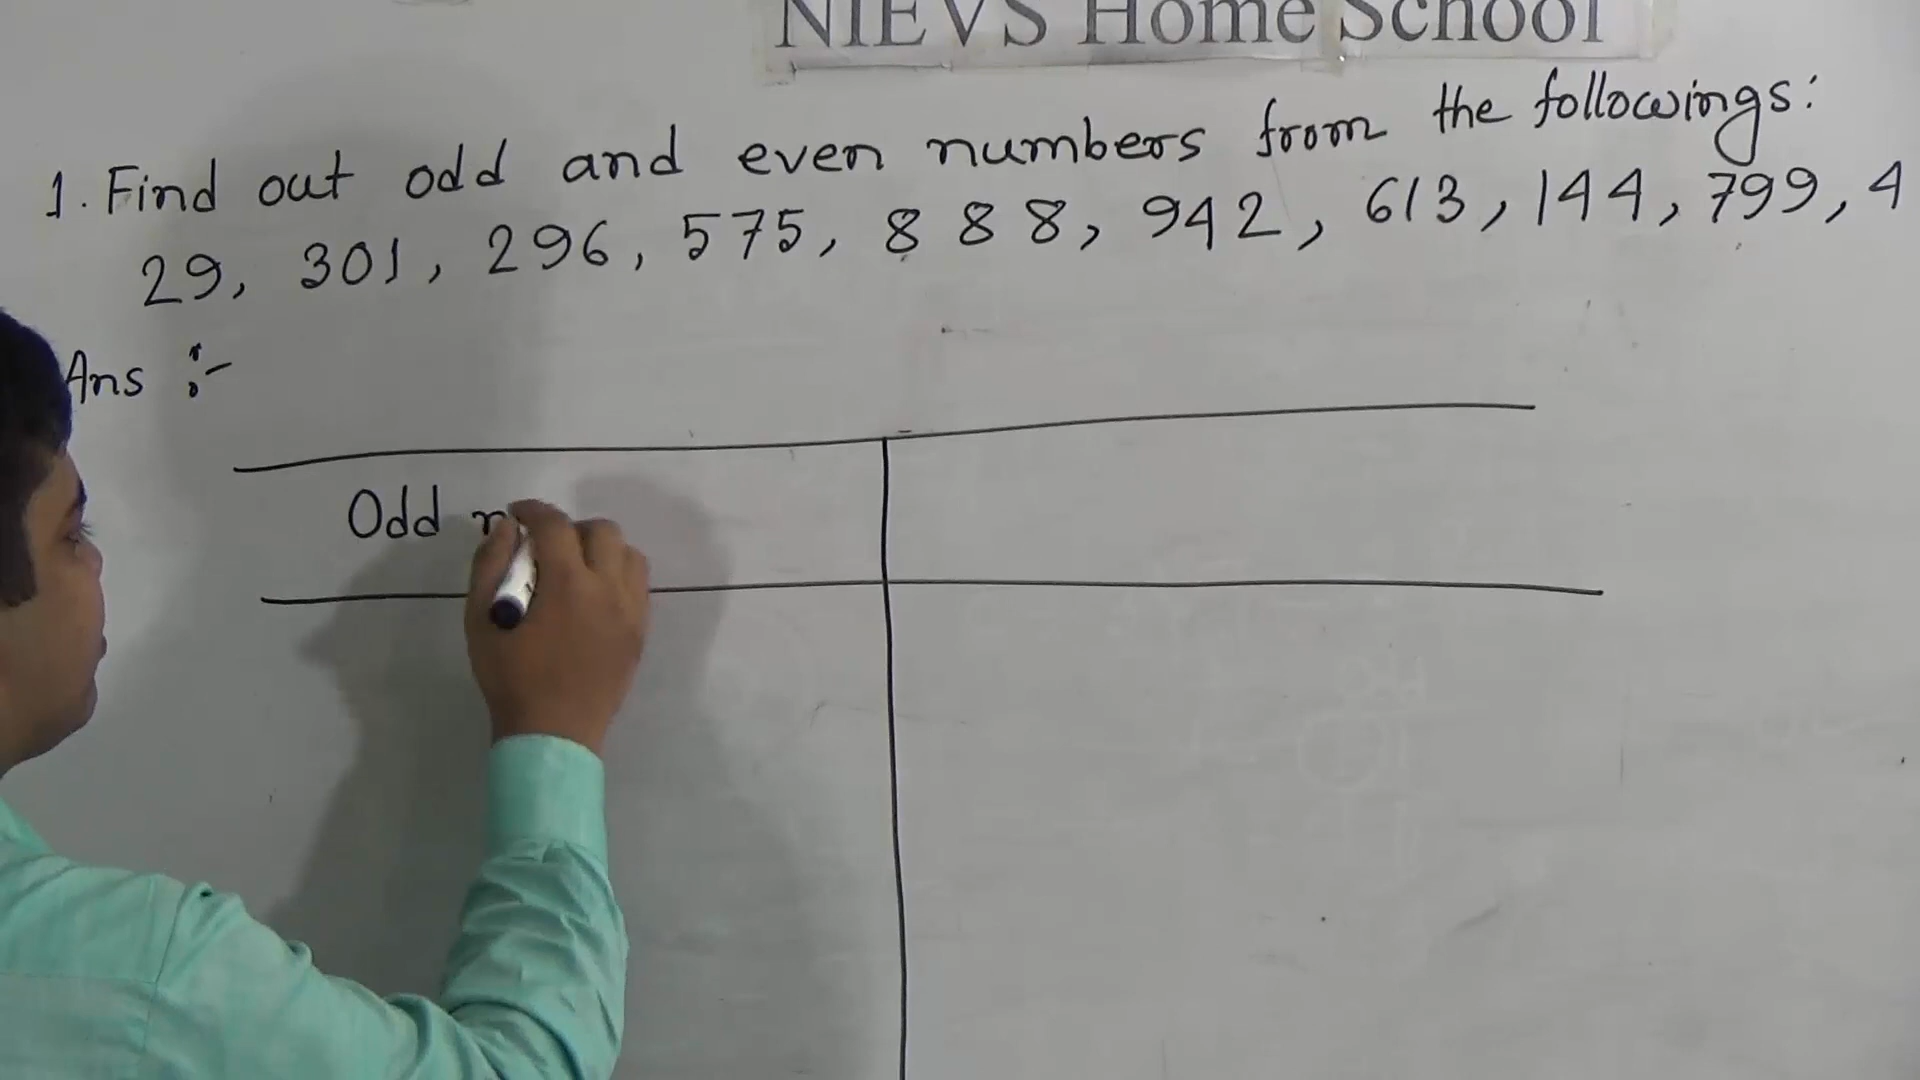 NIEVS Home School
1. Find out odd and even numbers from the followings:
29, 301, 296, 575, 888, 942, 613, 144, 799, 4
Ans :-
Odd n